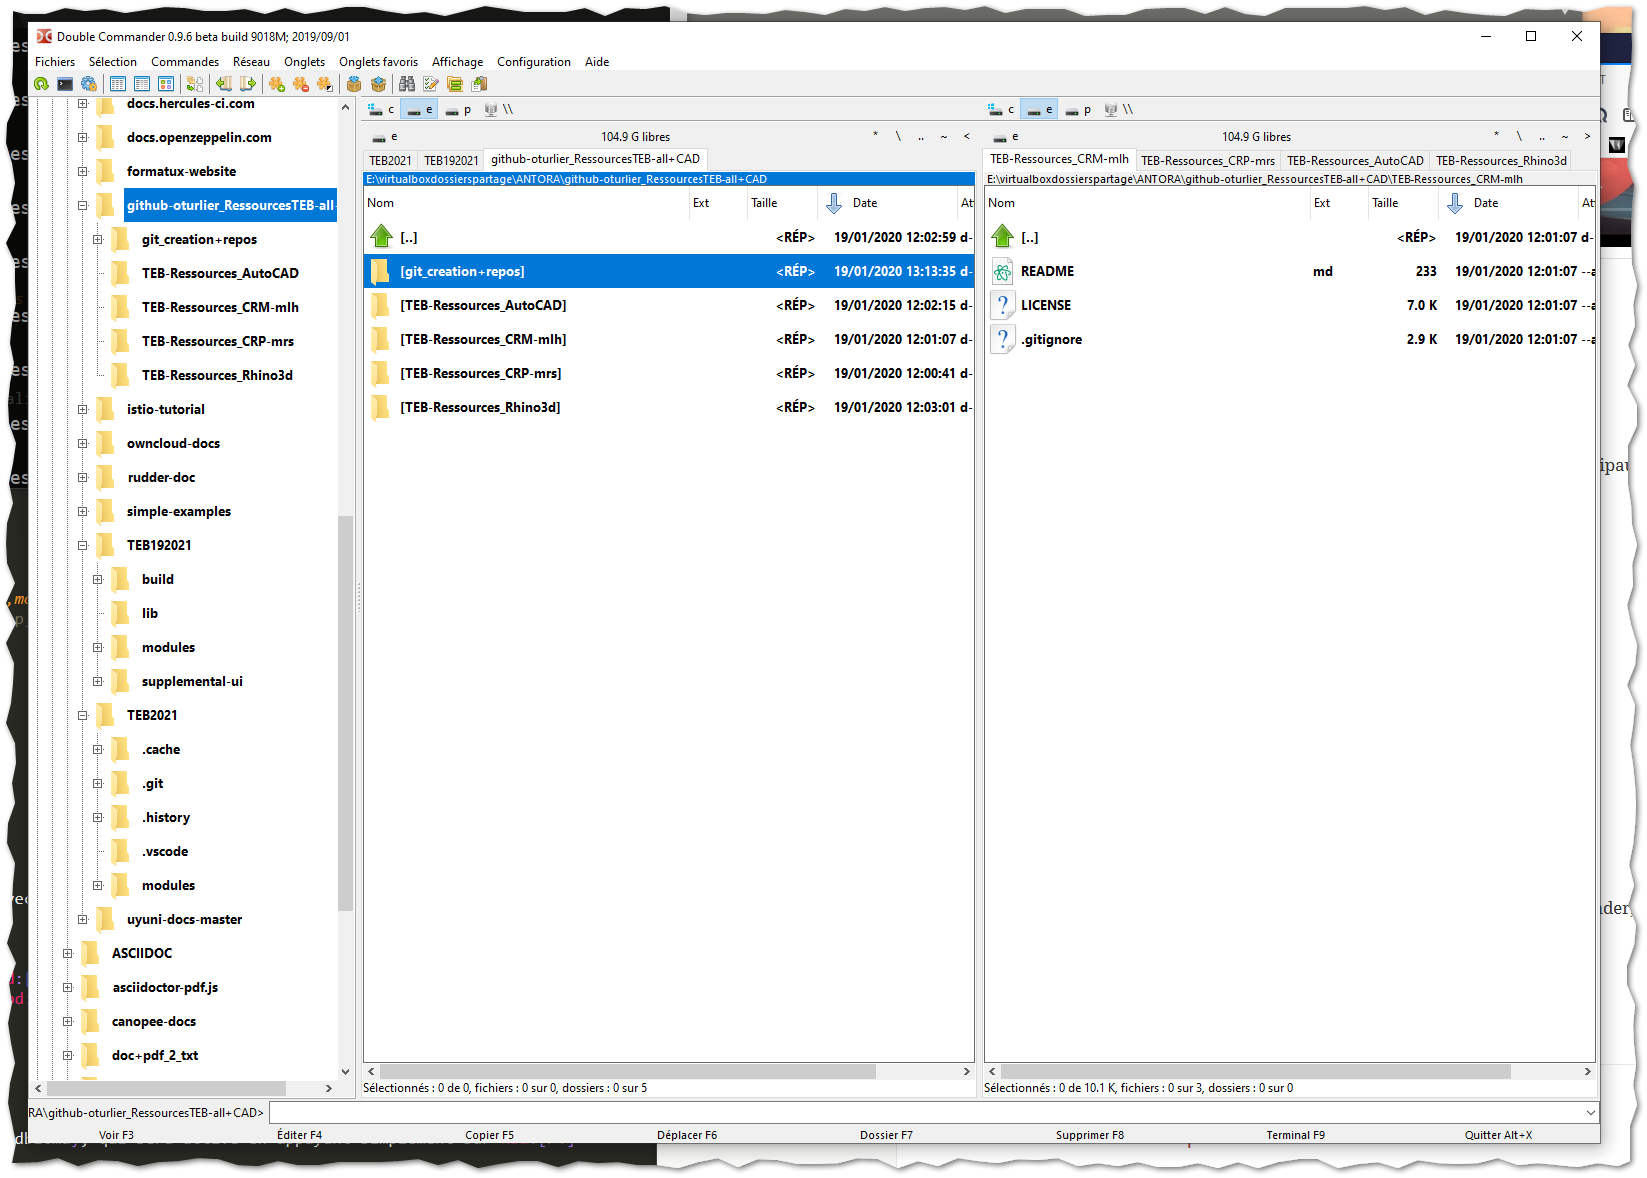 Double Commander 0.9.6 beta build 9018M; 2019/09/01
Fichiers Sélection Commandes Réseau Onglets Onglets favoris Affichage Configuration Aide
docs.hercules-ci.com
docs.openzeppelin.com
formatux-website
github-oturlier_RessourcesTEB-all
git_creation+repos
TEB-Ressources_AutoCAD
TEB-Ressources_CRM-mlh
TEB-Ressources_CRP-mrs
TEB-Ressources_Rhino3d
istio-tutorial
owncloud-docs
rudder-doc
simple-examples
TEB192021
build
lib
modules
supplemental-ui
TEB2021
.cache
.git
.history
.vscode
modules
uyuni-docs-master
ASCIIDOC
asciidoctor-pdf.js
canopee-docs
doc+pdf_2_txt
c e p \\
e 104.9 G libres * \ .. ~ <
TEB2021 TEB192021 github-oturlier_RessourcesTEB-all+CAD
E:\virtualboxdossierspartage\ANTORA\github-oturlier_RessourcesTEB-all+CAD
Nom Ext Taille Date At
[..] <RÉP> 19/01/2020 12:02:59 d-
[git_creation+repos] <RÉP> 19/01/2020 13:13:35 d-
[TEB-Ressources_AutoCAD] <RÉP> 19/01/2020 12:02:15 d-
[TEB-Ressources_CRM-mlh] <RÉP> 19/01/2020 12:01:07 d-
[TEB-Ressources_CRP-mrs] <RÉP> 19/01/2020 12:00:41 d-
[TEB-Ressources_Rhino3d] <RÉP> 19/01/2020 12:03:01 d-
Sélectionnés : 0 de 0, fichiers : 0 sur 0, dossiers : 0 sur 5
c e p \\
e 104.9 G libres * \ .. ~ >
TEB-Ressources_CRM-mlh TEB-Ressources_CRP-mrs TEB-Ressources_AutoCAD TEB-Ressources_Rhino3d
E:\virtualboxdossierspartage\ANTORA\github-oturlier_RessourcesTEB-all+CAD\TEB-Ressources_CRM-mlh
Nom Ext Taille Date At
[..] <RÉP> 19/01/2020 12:01:07 d-
README md 233 19/01/2020 12:01:07 --a
LICENSE 7.0 K 19/01/2020 12:01:07 --a
.gitignore 2.9 K 19/01/2020 12:01:07 --a
Sélectionnés : 0 de 10.1 K, fichiers : 0 sur 3, dossiers : 0 sur 0
RA\github-oturlier_RessourcesTEB-all+CAD>
Voir F3 Éditer F4 Copier F5 Déplacer F6 Dossier F7 Supprimer F8 Terminal F9 Quitter Alt+X